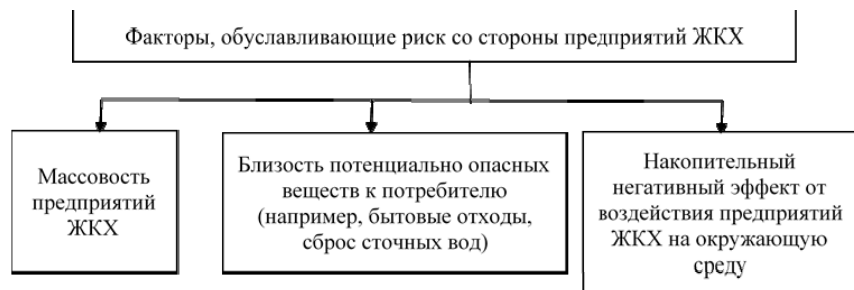 Факторы, обуславливающие риск со стороны предприятий ЖКХ
Массовость
предприятий
ЖКХ
Близость потенциально опасных
веществ к потребителю
(например, бытовые отходы,
сброс сточных вод)
Накопительный
негативный эффект от
воздействия предприятий
ЖКХ на окружающую
среду